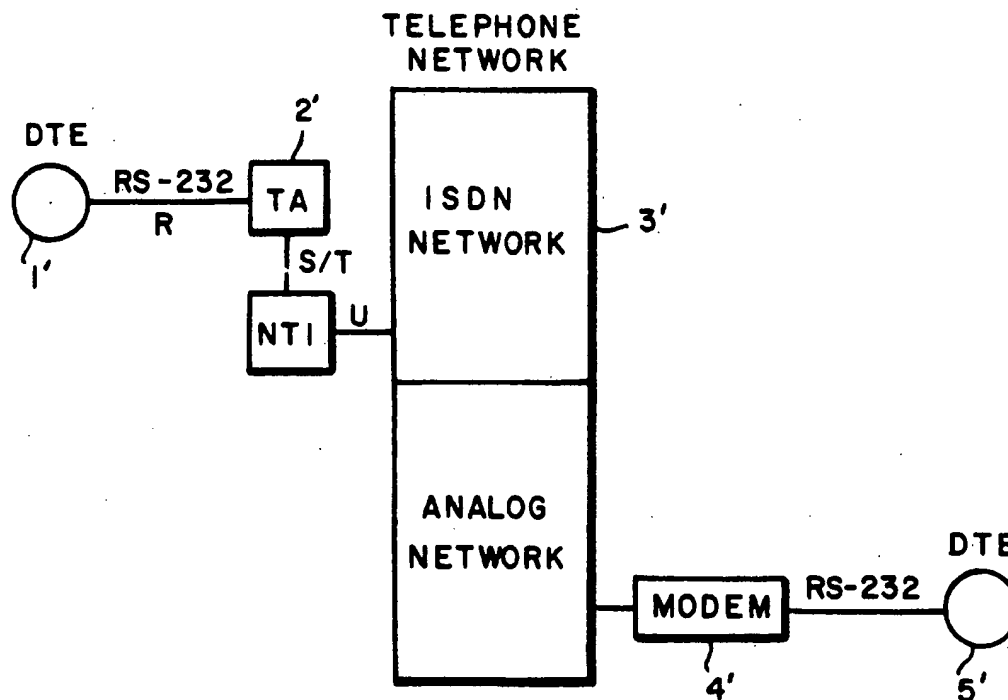 TELEPHONE
NETWORK
2'
DTE
RS-232
TA
R
ISDN
NETWORK
3'
1'
S/T
NT1
U
ANALOG
NETWORK
DTE
MODEM
RS-232
4'
5'